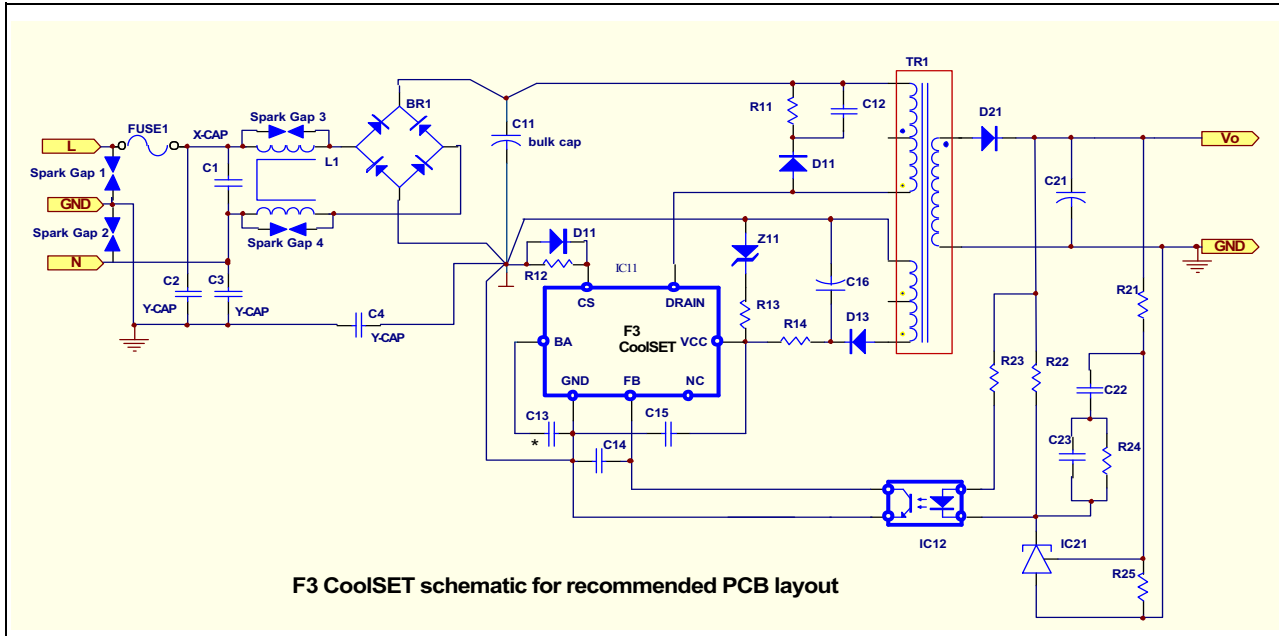 TR1
BR1
Spark Gap 3
FUSE1
X-CAP
R11
C12
D21
C11
bulk cap
L
Vo
L1
C1
D11
Spark Gap 1
C21
GND
Spark Gap 2
Spark Gap 4
D11
Z11
GND
N
R12
IC11
C2
C3
CS
DRAIN
C16
R21
Y-CAP
Y-CAP
C4
Y-CAP
F3
CoolSET
BA
VCC
R13
R14
D13
R23
R22
GND
FB
NC
C22
C13
*
C15
C14
C23
R24
IC12
IC21
R25
F3 CoolSET schematic for recommended PCB layout